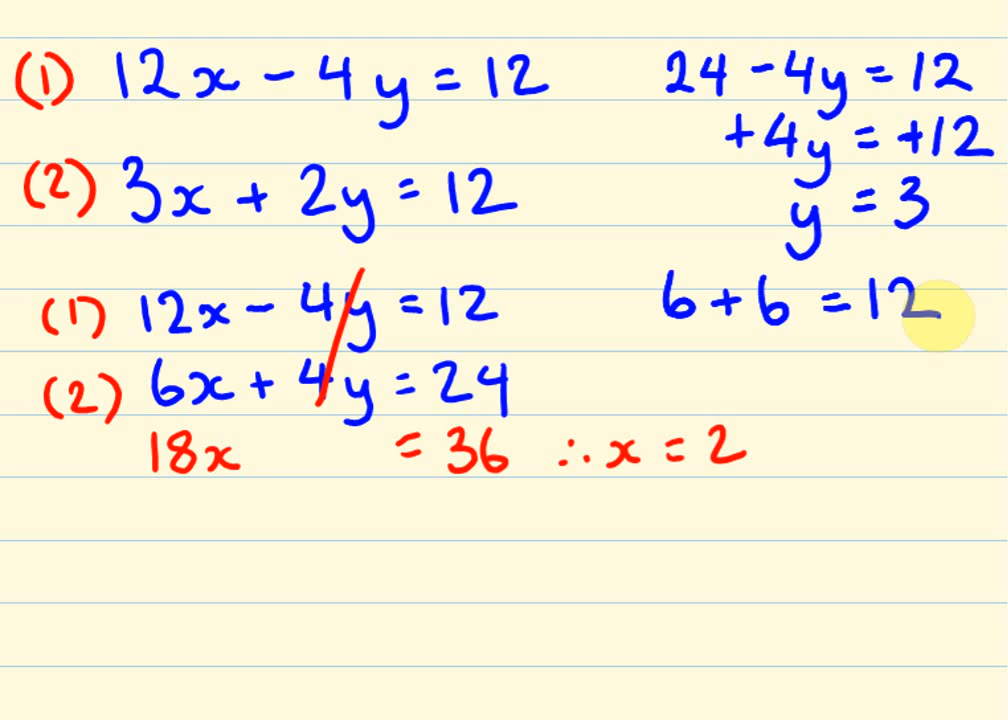 (1) 12x - 4y = 12
(2) 3x + 2y = 12
(1) 12x - 4y = 12
(2) 6x + 4y = 24
18x = 36 ∴ x = 2
24 - 4y = 12
+4y = +12
y = 3
6 + 6 = 12